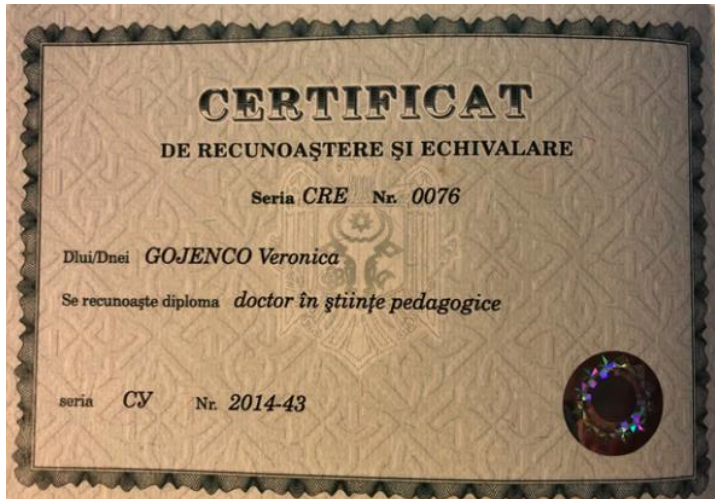 CERTIFICAT
DE RECUNOAŞTERE ŞI ECHIVALARE
Seria CRE Nr. 0076
Dlui/Dnei GOJENCO Veronica
Se recunoaşte diploma doctor în ştiinţe pedagogice
seria СУ Nr. 2014-43